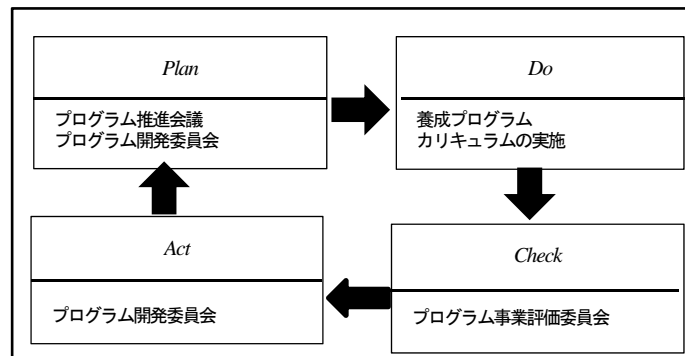 Plan
プログラム推進会議
プログラム開発委員会
Do
養成プログラム
カリキュラムの実施
Act
プログラム開発委員会
Check
プログラム事業評価委員会